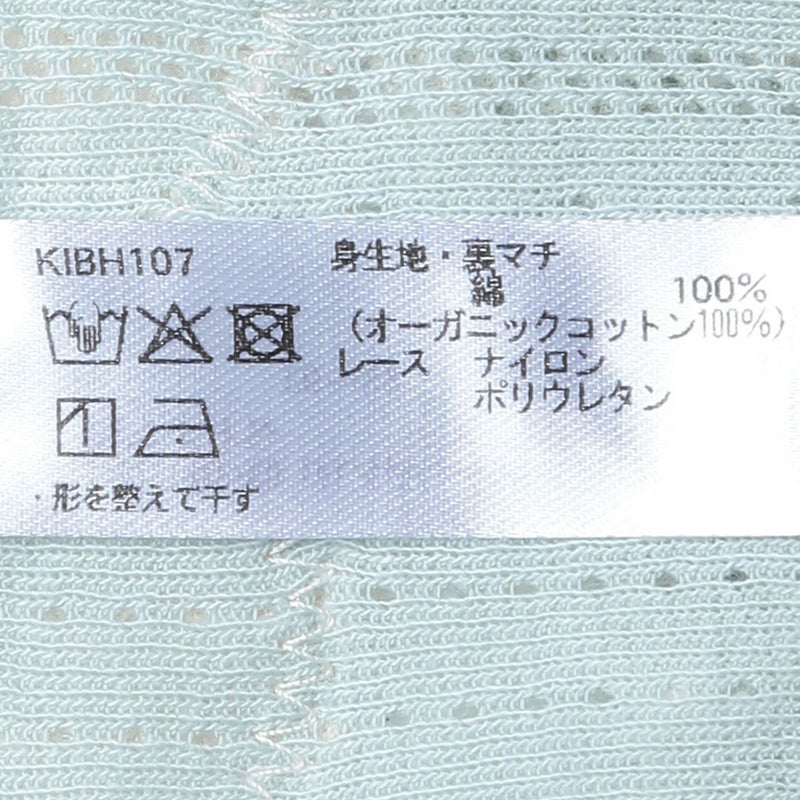 KIBH107
・形を整えて干す
身生地・裏マチ
綿 100%
(オーガニックコットン100%)
レース ナイロン
ポリウレタン